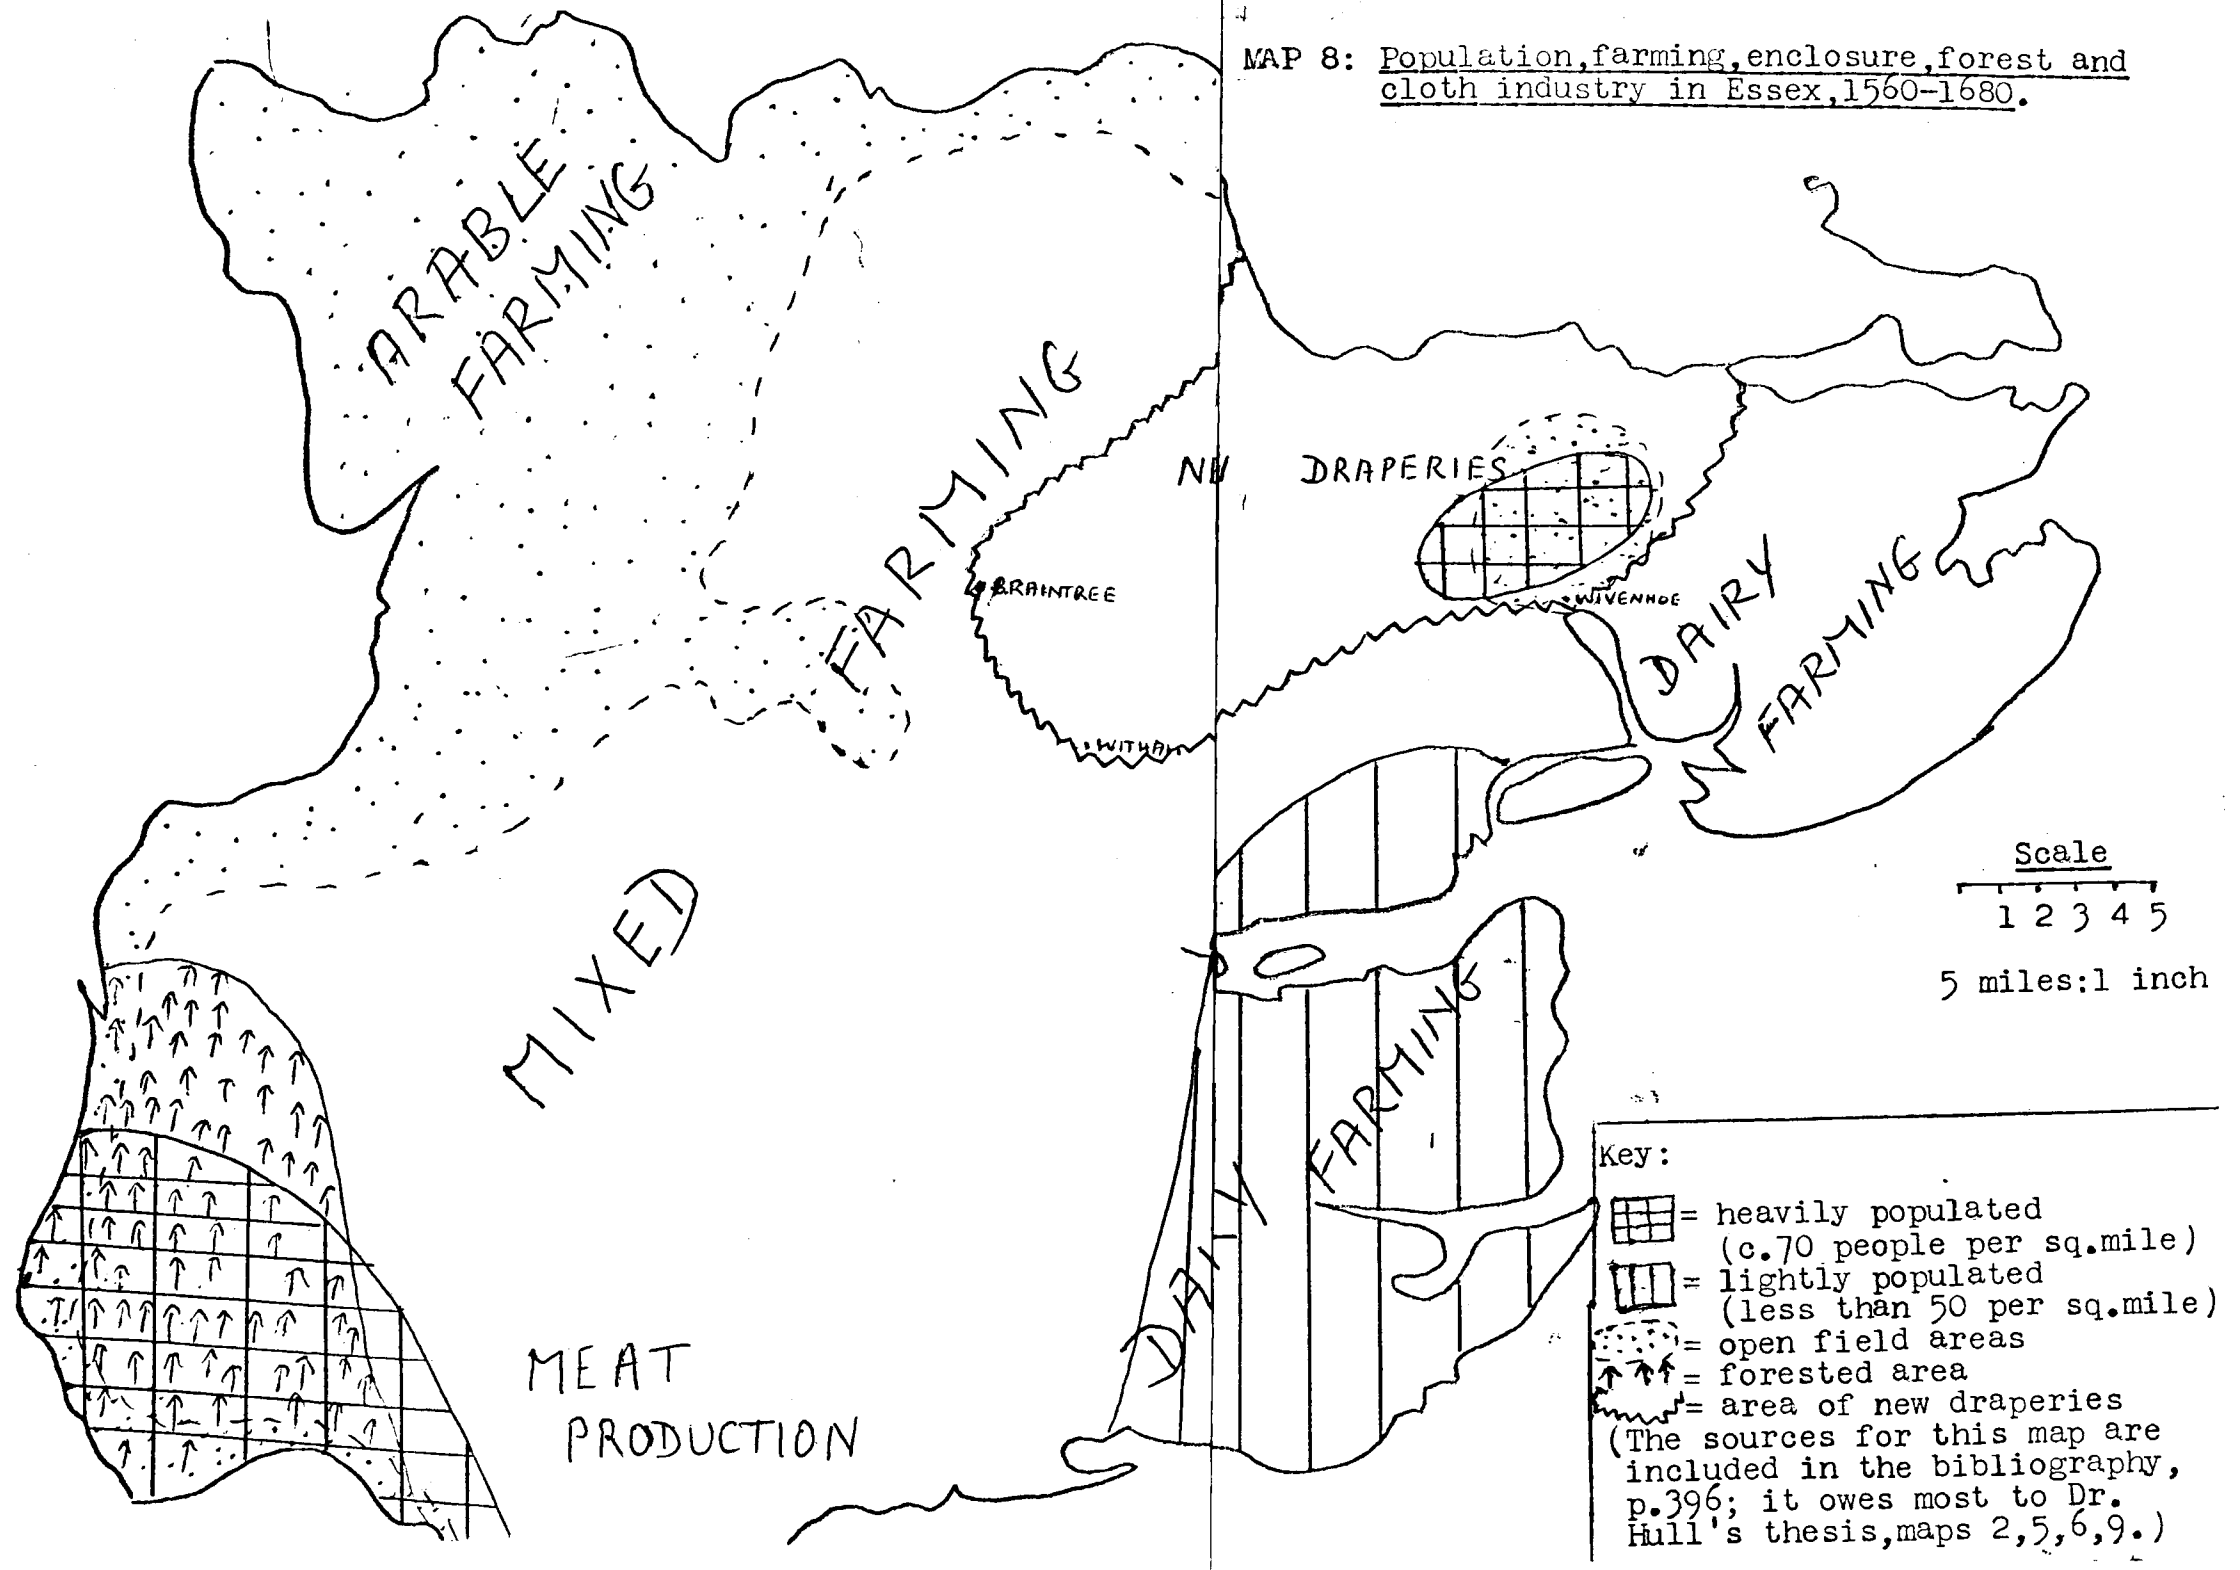 MAP 8: Population,farming,enclosure,forest and
cloth industry in Essex,1560-1680.
ARABLE
FARMING
MIXED
FARMING
DRAPERIES
BRAINTREE
WITHAM
WIVENHOE
DAIRY
FARMING
DAIRY
FARMING
MEAT
PRODUCTION
Scale
1 2 3 4 5
5 miles:1 inch
Key:
= heavily populated
(c.70 people per sq.mile)
= lightly populated
(less than 50 per sq.mile)
= open field areas
= forested area
= area of new draperies
(The sources for this map are
included in the bibliography,
p.396; it owes most to Dr.
Hull's thesis,maps 2,5,6,9.)